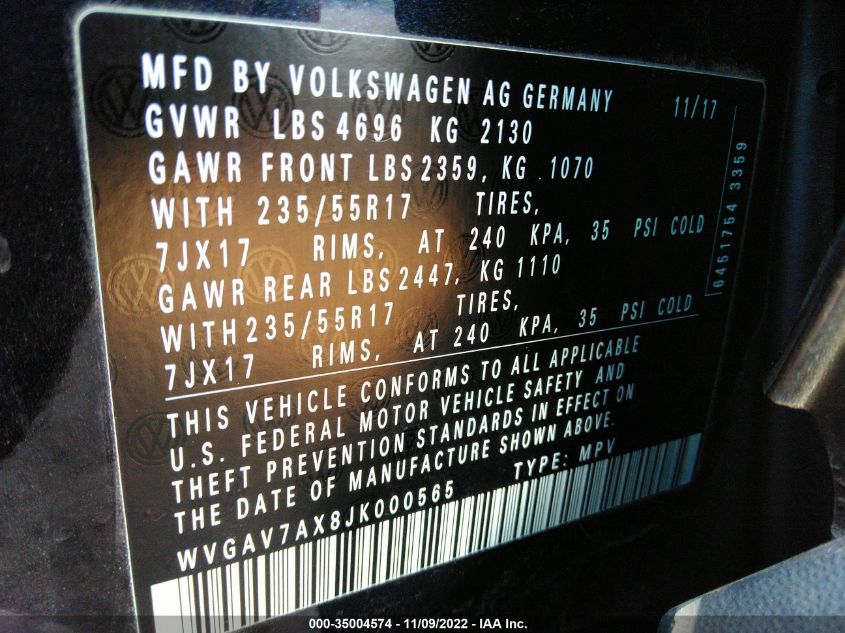 MFD BY VOLKSWAGEN AG GERMANY 11/17
GVWR LBS 4696 KG 2130
GAWR FRONT LBS 2359, KG 1070
WITH 235/55R17 TIRES,
7JX17 RIMS, AT 240 KPA, 35 PSI COLD
GAWR REAR LBS 2447, KG 1110
WITH 235/55R17 TIRES,
7JX17 RIMS, AT 240 KPA, 35 PSI COLD
THIS VEHICLE CONFORMS TO ALL APPLICABLE
U.S. FEDERAL MOTOR VEHICLE SAFETY AND
THEFT PREVENTION STANDARDS IN EFFECT ON
THE DATE OF MANUFACTURE SHOWN ABOVE.
WVGAV7AX8JK000565 TYPE: MPV
6451754 3359
000-35004574 - 11/09/2022 - IAA Inc.